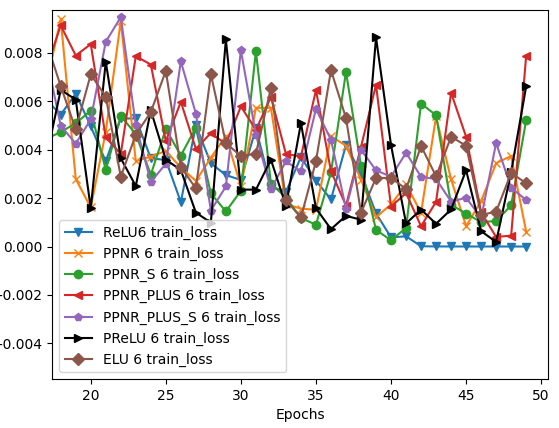 0.008
0.006
0.004
0.002
0.000
-0.002
-0.004
ReLU6 train_loss
PPNR 6 train_loss
PPNR_S 6 train_loss
PPNR_PLUS 6 train_loss
PPNR_PLUS_S 6 train_loss
PReLU 6 train_loss
ELU 6 train_loss
20 25 30 35 40 45 50
Epochs